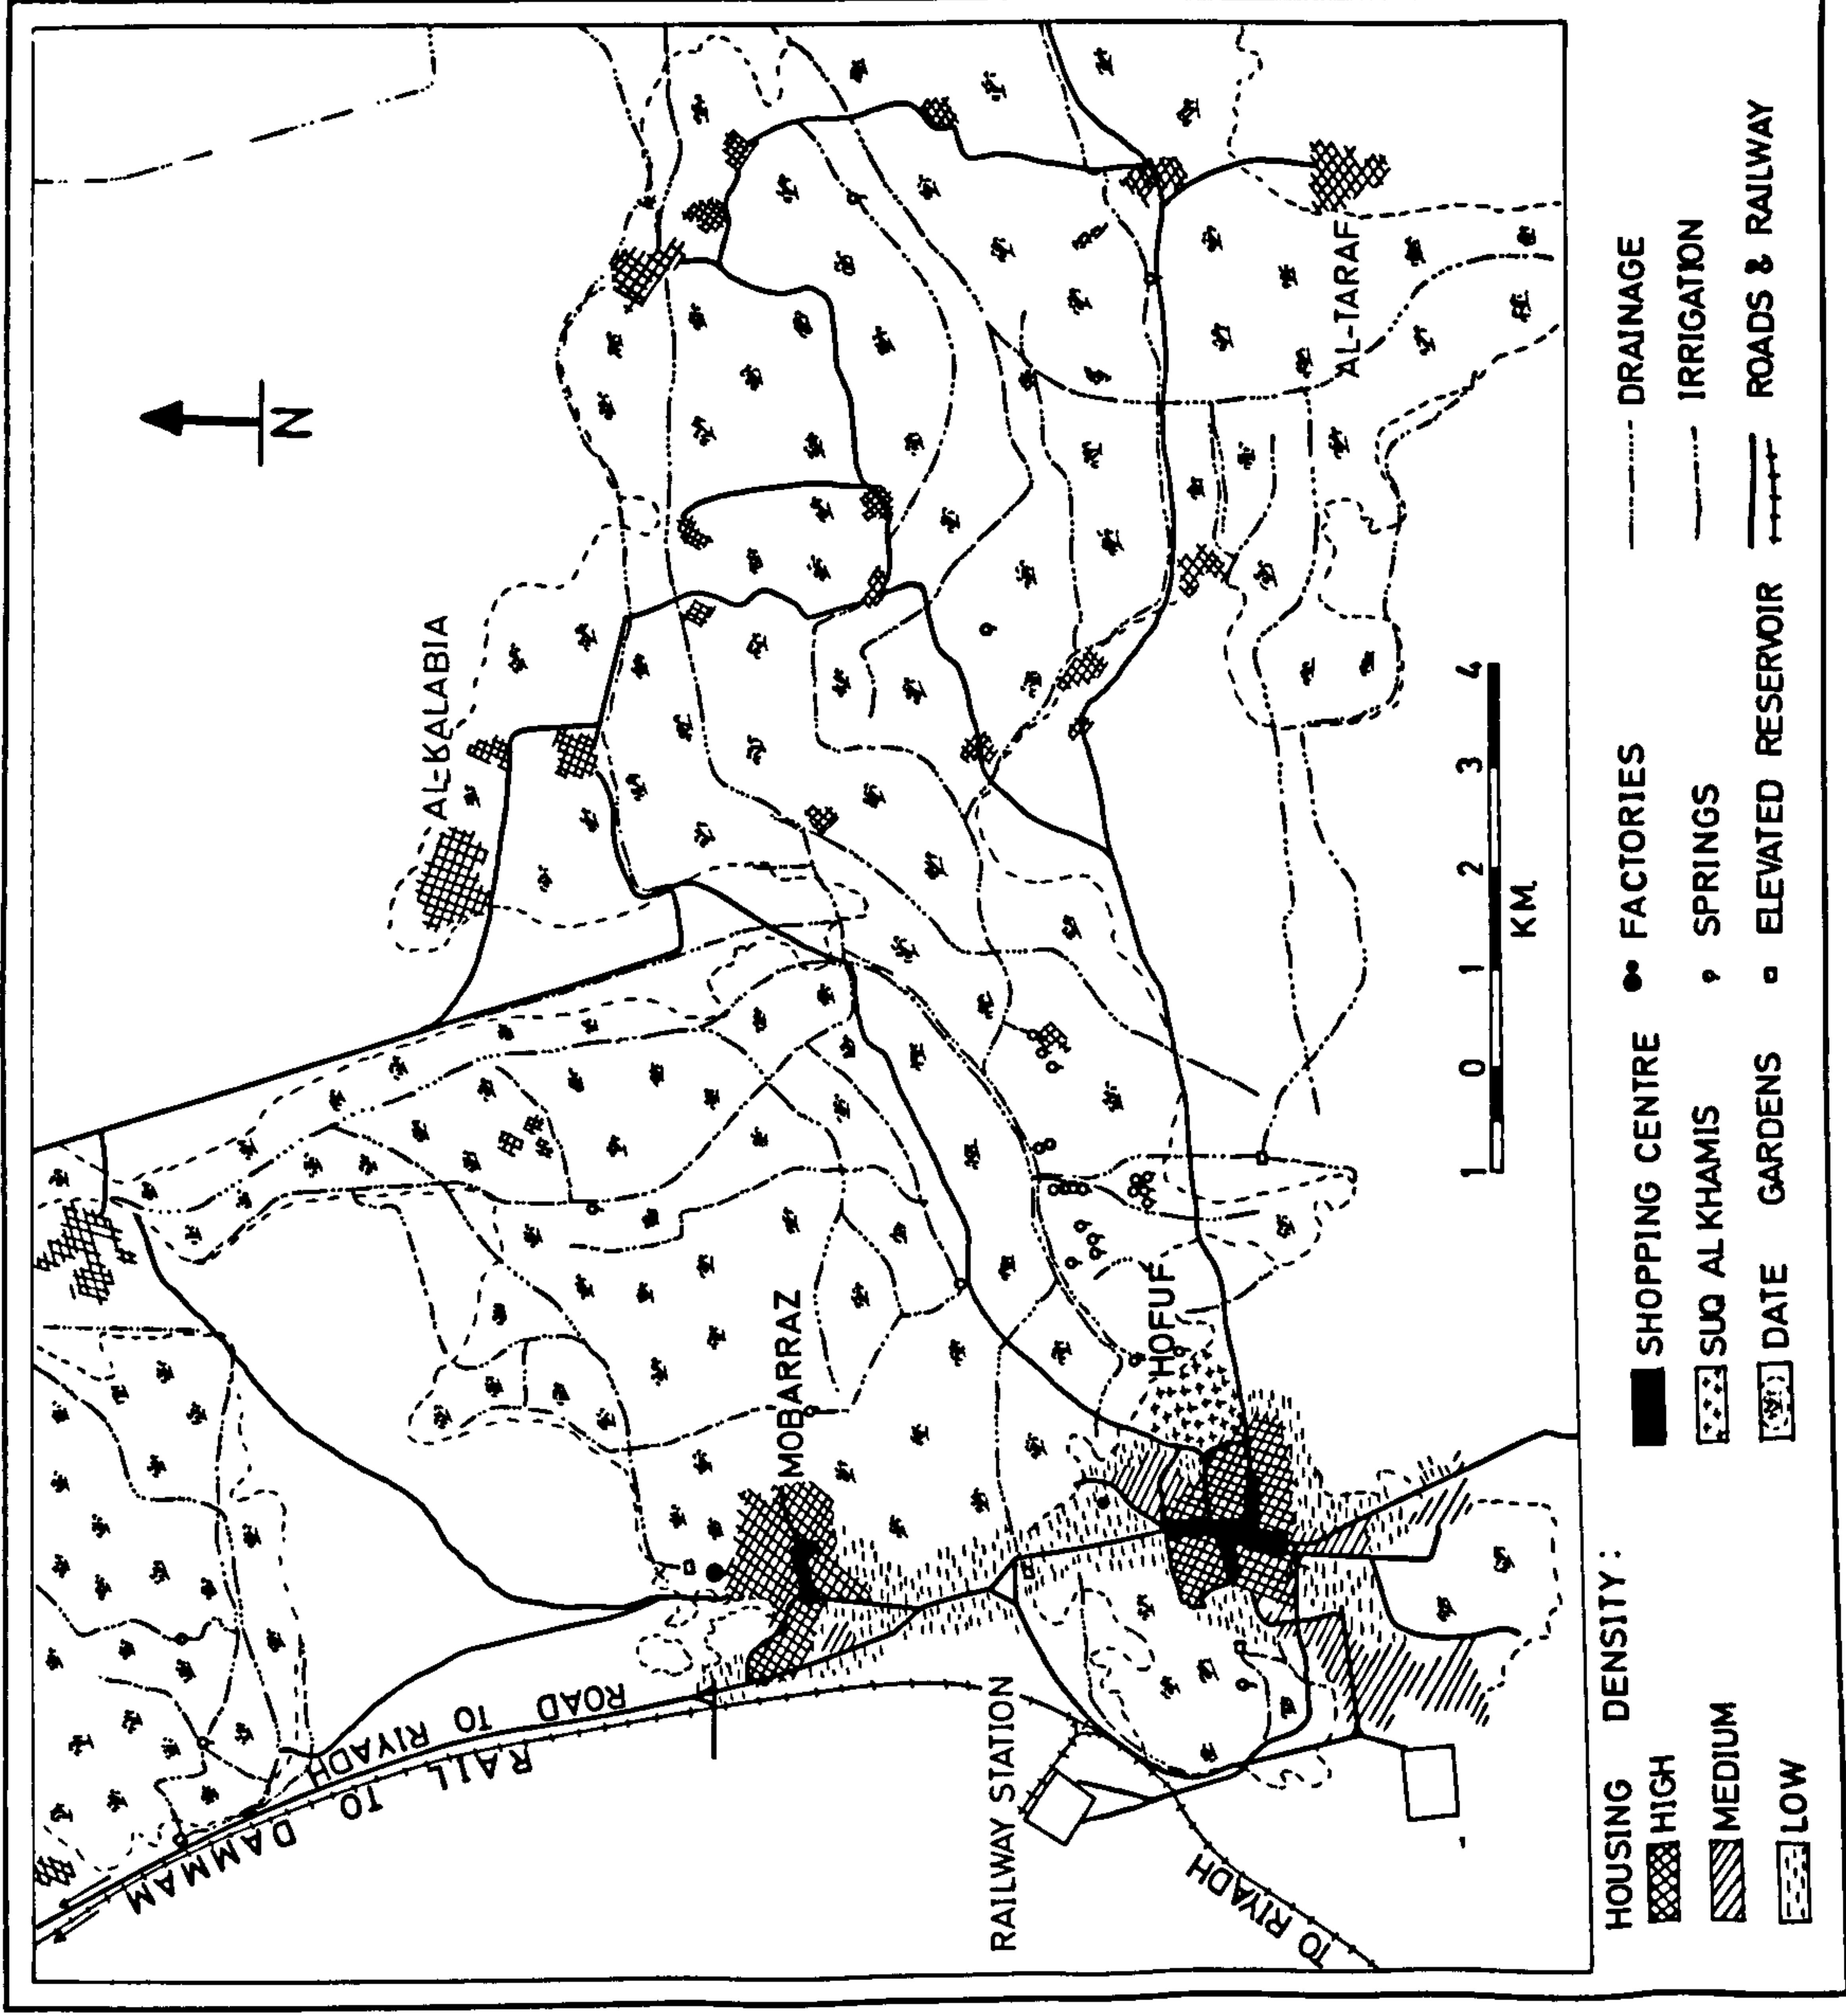 AL-KALABIA
N
MOBARRAZ
HOFUF
AL-TARAF
ROAD TO RIYADH
RAIL TO DAMMAM
RAILWAY STATION
TO RIYADH
1 0 1 2 3 4
KM.
HOUSING DENSITY:
HIGH
MEDIUM
LOW
SHOPPING CENTRE
SUQ AL KHAMIS
DATE GARDENS
FACTORIES
SPRINGS
ELEVATED RESERVOIR
DRAINAGE
IRRIGATION
ROADS & RAILWAY